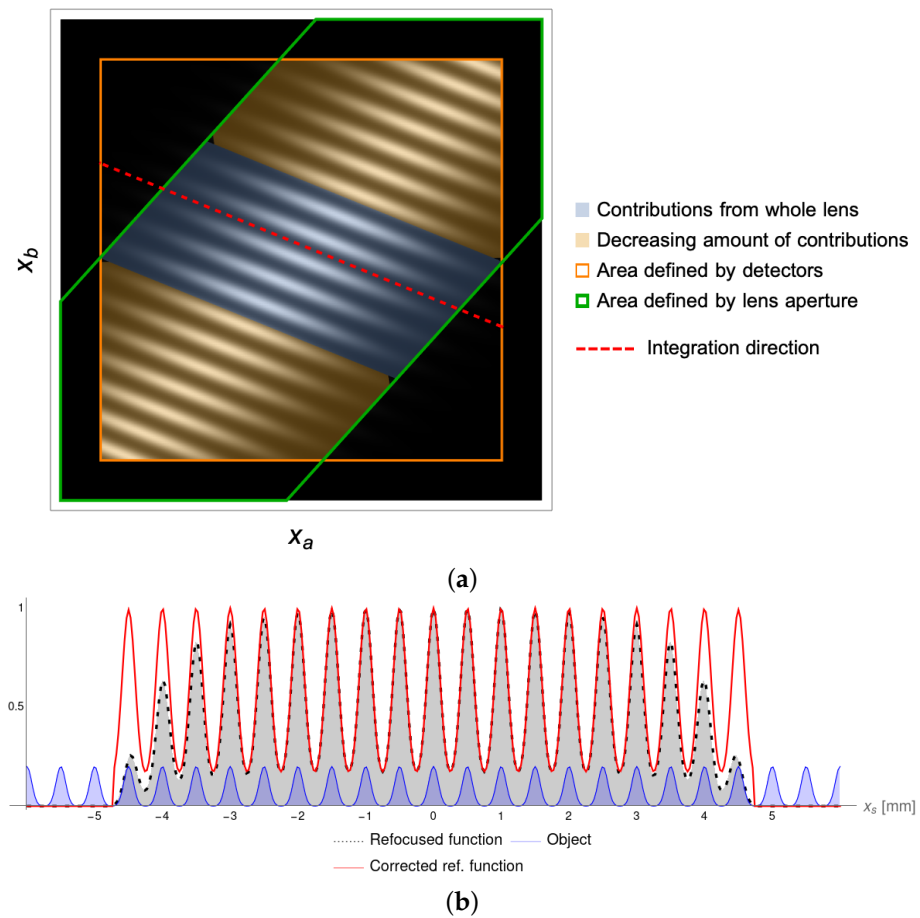 x_b
Contributions from whole lens
Decreasing amount of contributions
Area defined by detectors
Area defined by lens aperture
Integration direction
x_a
(a)
1
0.5
-5 -4 -3 -2 -1 0 1 2 3 4 5 x_s [mm]
Refocused function Object
Corrected ref. function
(b)